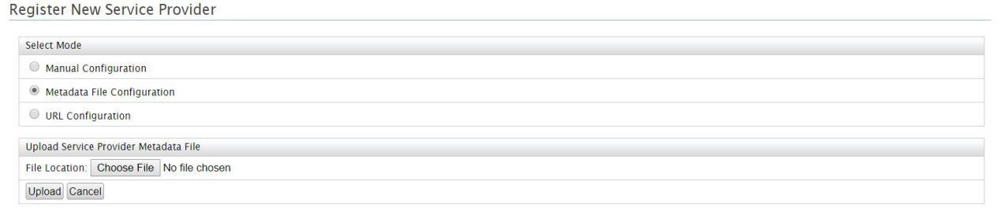 Register New Service Provider
Select Mode
Manual Configuration
Metadata File Configuration
URL Configuration
Upload Service Provider Metadata File
File Location: Choose File No file chosen
Upload Cancel